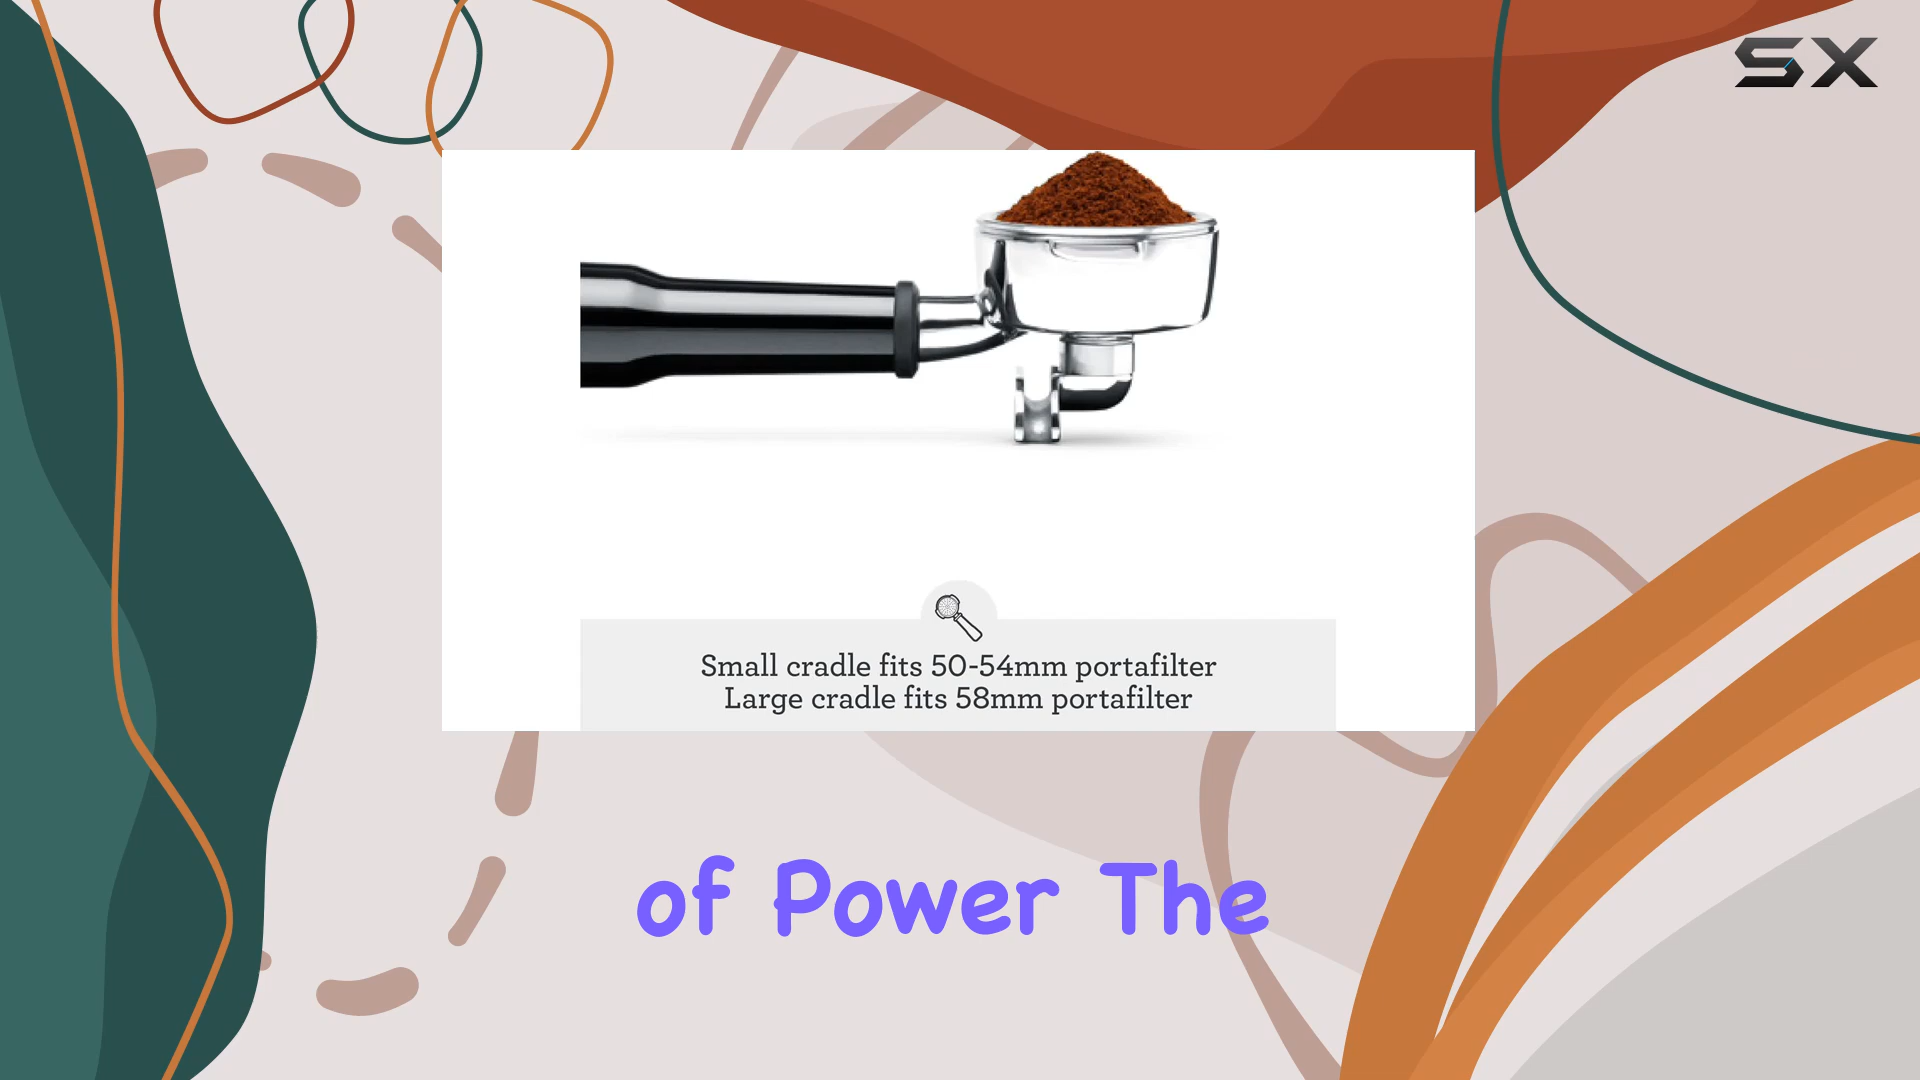 SX
Small cradle fits 50-54mm portafilter
Large cradle fits 58mm portafilter
of Power The